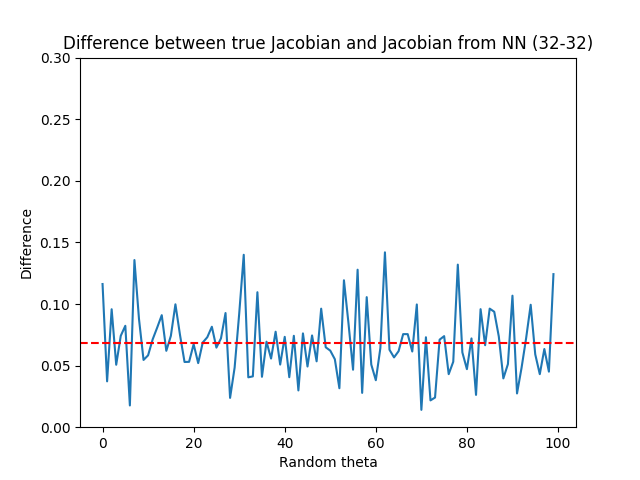 Difference between true Jacobian and Jacobian from NN (32-32)
0.30
0.25
0.20
0.15
0.10
0.05
0.00
Difference
0 20 40 60 80 100
Random theta